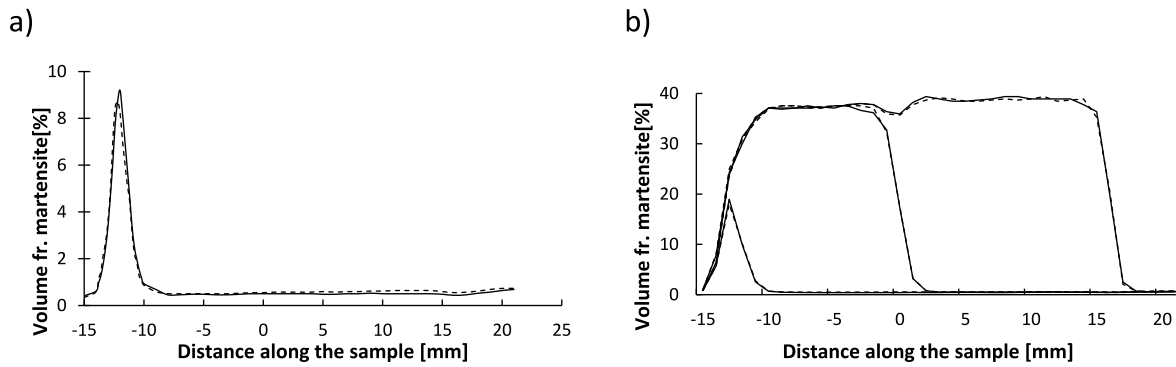 a)
10
8
6
4
2
0
Volume fr. martensite[%]
-15 -10 -5 0 5 10 15 20 25
Distance along the sample [mm]
b)
40
30
20
10
0
Volume fr. martensite[%]
-15 -10 -5 0 5 10 15 20
Distance along the sample [mm]